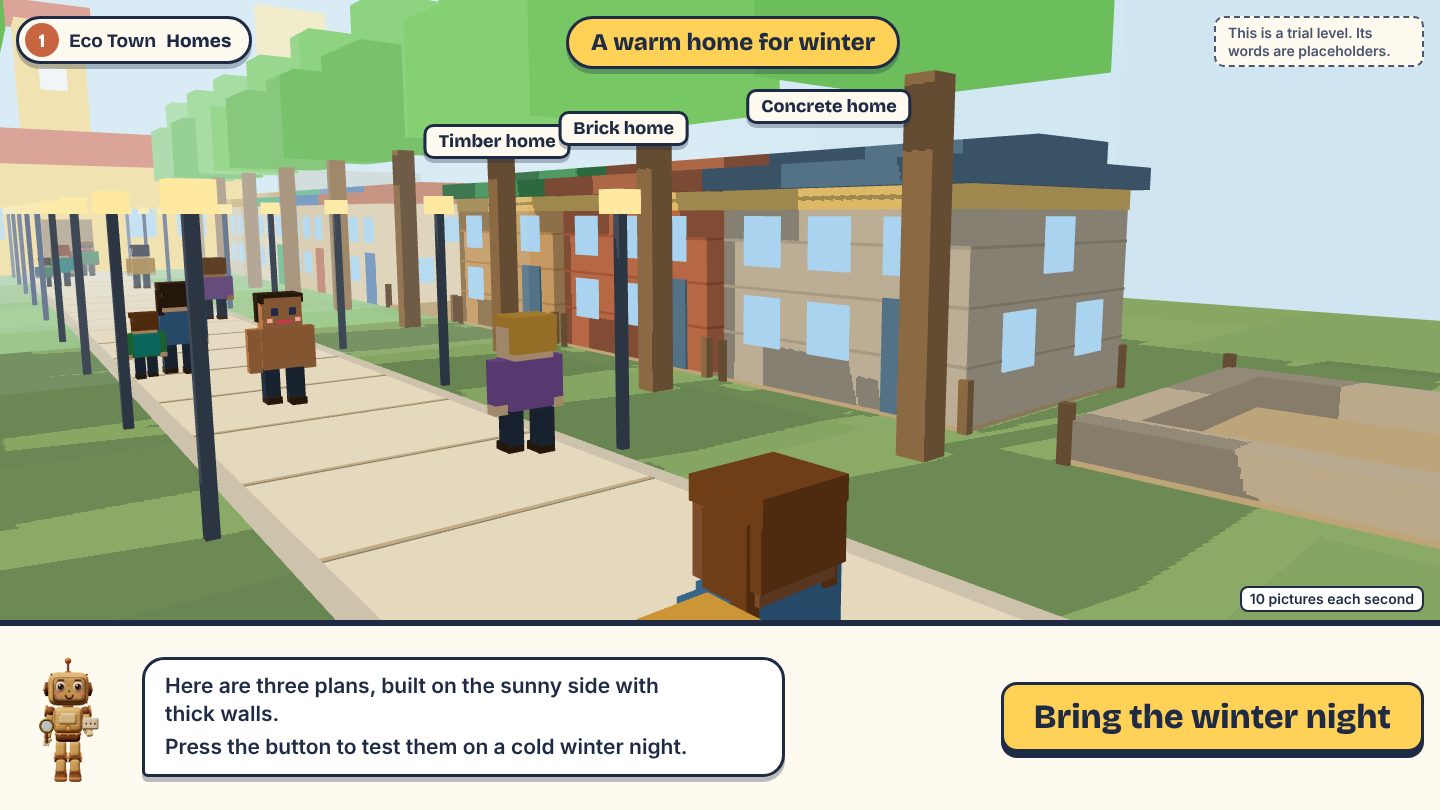 1 Eco Town Homes
A warm home for winter
This is a trial level. Its
words are placeholders.
Timber home
Brick home
Concrete home
10 pictures each second
Here are three plans, built on the sunny side with
thick walls.
Press the button to test them on a cold winter night.
Bring the winter night